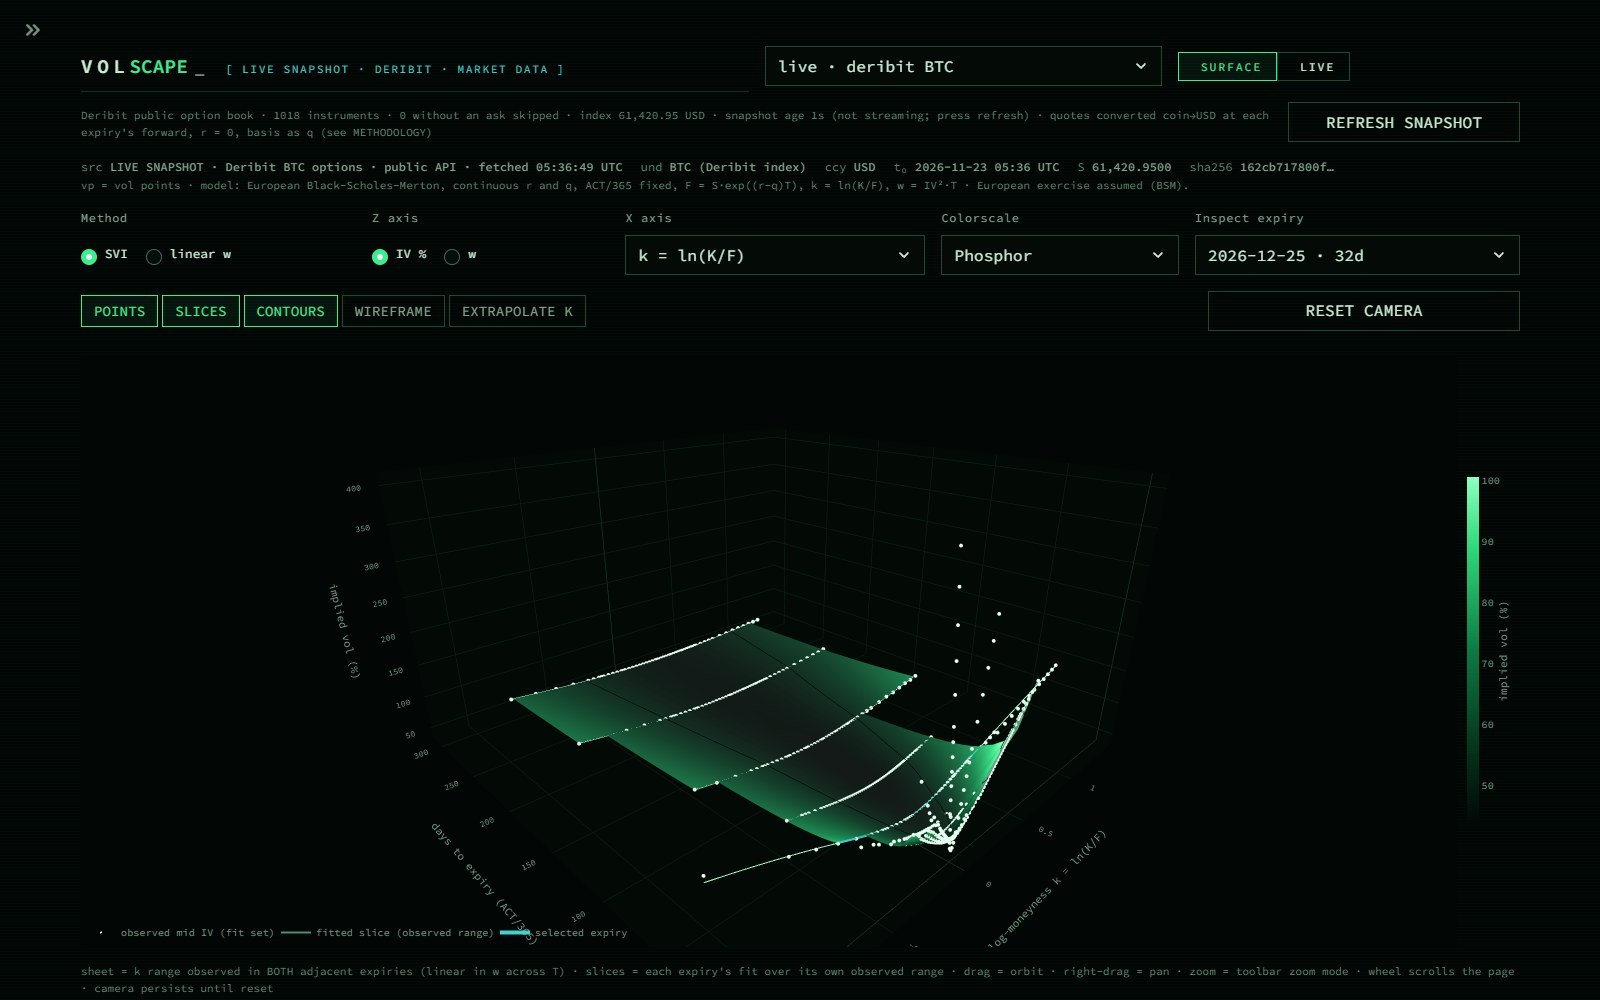 »
VOLSCAPE_ [ LIVE SNAPSHOT · DERIBIT · MARKET DATA ]
live · deribit BTC
SURFACE LIVE
Deribit public option book · 1018 instruments · 0 without an ask skipped · index 61,420.95 USD · snapshot age 1s (not streaming; press refresh) · quotes converted coin→USD at each
expiry's forward, r = 0, basis as q (see METHODOLOGY)
REFRESH SNAPSHOT
src LIVE SNAPSHOT · Deribit BTC options · public API · fetched 05:36:49 UTC und BTC (Deribit index) ccy USD t₀ 2026-11-23 05:36 UTC S 61,420.9500 sha256 162cb717800f…
vp = vol points · model: European Black-Scholes-Merton, continuous r and q, ACT/365 fixed, F = S·exp((r-q)T), k = ln(K/F), w = IV²·T · European exercise assumed (BSM).
Method Z axis X axis Colorscale Inspect expiry
SVI linear w IV % w k = ln(K/F) Phosphor 2026-12-25 · 32d
POINTS SLICES CONTOURS WIREFRAME EXTRAPOLATE K RESET CAMERA
400
350
300
250
200
150
100
50
implied vol (%)
300
250
200
150
100
days to expiry (ACT/365)
1
0.5
0
log-moneyness k = ln(K/F)
100
90
80
70
60
50
implied vol (%)
observed mid IV (fit set) fitted slice (observed range) selected expiry
sheet = k range observed in BOTH adjacent expiries (linear in w across T) · slices = each expiry's fit over its own observed range · drag = orbit · right-drag = pan · zoom = toolbar zoom mode · wheel scrolls the page
· camera persists until reset